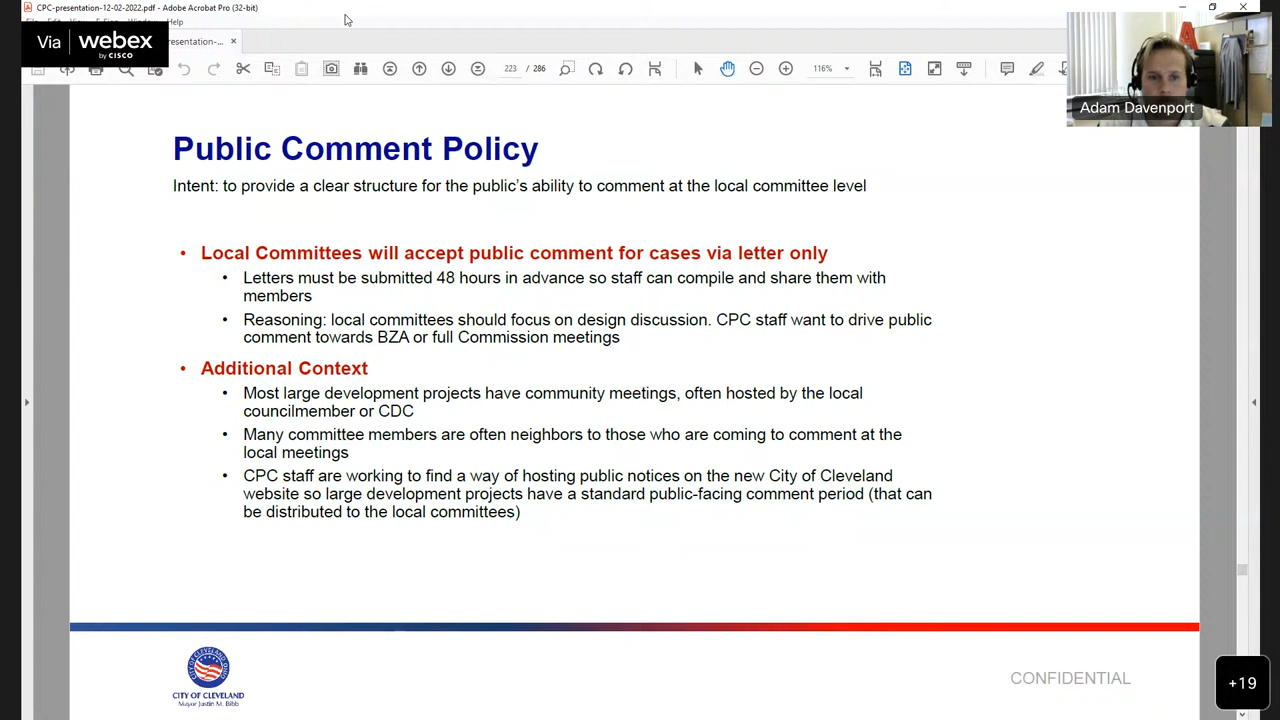 CPC-presentation-12-02-2022.pdf - Adobe Acrobat Pro (32-bit)
Help
Via webex
by CISCO
resentation-...
223 / 286
116%
Adam Davenport
Public Comment Policy
Intent: to provide a clear structure for the public's ability to comment at the local committee level
• Local Committees will accept public comment for cases via letter only
• Letters must be submitted 48 hours in advance so staff can compile and share them with
members
• Reasoning: local committees should focus on design discussion. CPC staff want to drive public
comment towards BZA or full Commission meetings
• Additional Context
• Most large development projects have community meetings, often hosted by the local
councilmember or CDC
• Many committee members are often neighbors to those who are coming to comment at the
local meetings
• CPC staff are working to find a way of hosting public notices on the new City of Cleveland
website so large development projects have a standard public-facing comment period (that can
be distributed to the local committees)
CITY OF CLEVELAND
Mayor Justin M. Bibb
CONFIDENTIAL
+19